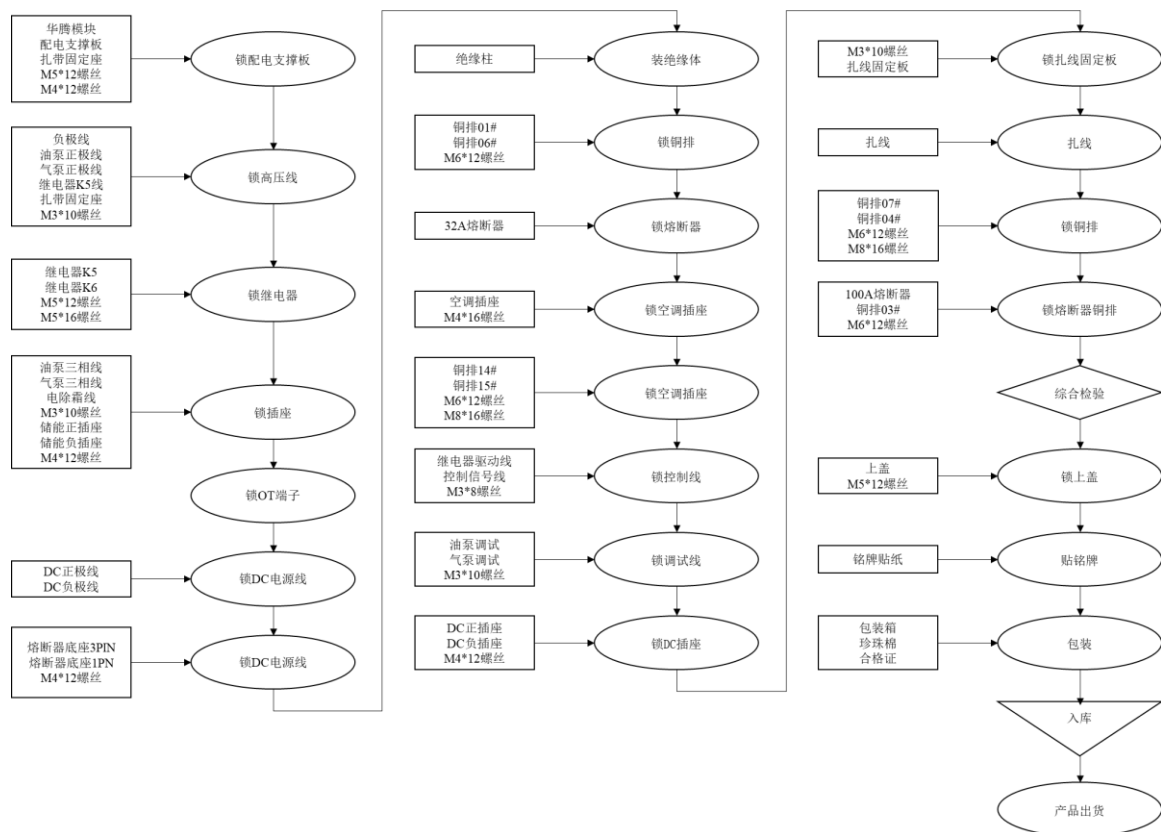 华腾模块
配电支撑板
扎带固定座
M5*12螺丝
M4*12螺丝
锁配电支撑板
负极线
油泵正极线
气泵正极线
继电器K5线
扎带固定座
M3*10螺丝
锁高压线
继电器K5
继电器K6
M5*12螺丝
M5*16螺丝
锁继电器
油泵三相线
气泵三相线
电除霜线
M3*10螺丝
储能正插座
储能负插座
M4*12螺丝
锁插座
锁OT端子
DC正极线
DC负极线
锁DC电源线
熔断器底座3PIN
熔断器底座1PN
M4*12螺丝
锁DC电源线
绝缘柱
装绝缘体
铜排01#
铜排06#
M6*12螺丝
锁铜排
32A熔断器
锁熔断器
空调插座
M4*16螺丝
锁空调插座
铜排14#
铜排15#
M6*12螺丝
M8*16螺丝
锁空调插座
继电器驱动线
控制信号线
M3*8螺丝
锁控制线
油泵调试
气泵调试
M3*10螺丝
锁调试线
DC正插座
DC负插座
M4*12螺丝
锁DC插座
M3*10螺丝
扎线固定板
锁扎线固定板
扎线
扎线
铜排07#
铜排04#
M6*12螺丝
M8*16螺丝
锁铜排
100A熔断器
铜排03#
M6*12螺丝
锁熔断器铜排
综合检验
上盖
M5*12螺丝
锁上盖
铭牌贴纸
贴铭牌
包装箱
珍珠棉
合格证
包装
入库
产品出货